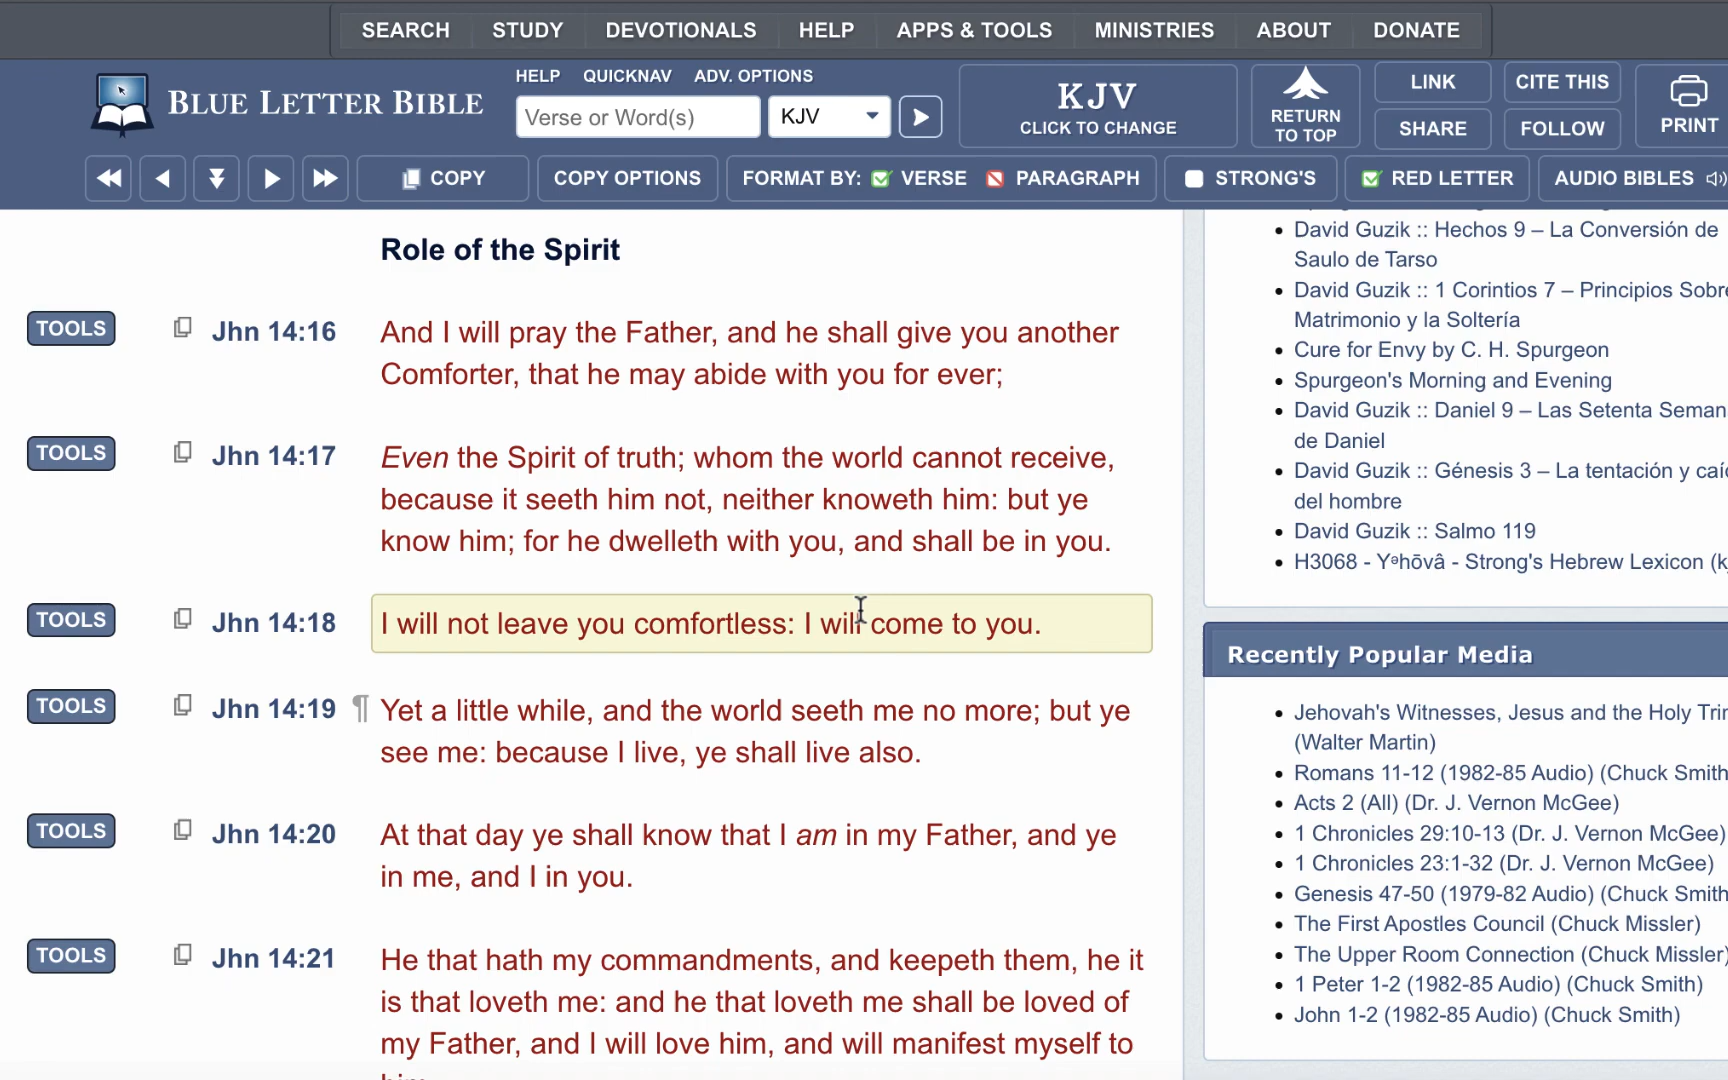 SEARCH STUDY DEVOTIONALS HELP APPS & TOOLS MINISTRIES ABOUT DONATE
BLUE LETTER BIBLE
HELP QUICKNAV ADV. OPTIONS
Verse or Word(s) KJV
KJV
CLICK TO CHANGE
RETURN
TO TOP
LINK CITE THIS
SHARE FOLLOW
PRINT
COPY COPY OPTIONS FORMAT BY: VERSE PARAGRAPH STRONG'S RED LETTER AUDIO BIBLES
Role of the Spirit
TOOLS Jhn 14:16 And I will pray the Father, and he shall give you another
Comforter, that he may abide with you for ever;
TOOLS Jhn 14:17 Even the Spirit of truth; whom the world cannot receive,
because it seeth him not, neither knoweth him: but ye
know him; for he dwelleth with you, and shall be in you.
TOOLS Jhn 14:18 I will not leave you comfortless: I will come to you.
TOOLS Jhn 14:19 ¶ Yet a little while, and the world seeth me no more; but ye
see me: because I live, ye shall live also.
TOOLS Jhn 14:20 At that day ye shall know that I am in my Father, and ye
in me, and I in you.
TOOLS Jhn 14:21 He that hath my commandments, and keepeth them, he it
is that loveth me: and he that loveth me shall be loved of
my Father, and I will love him, and will manifest myself to
David Guzik :: Hechos 9 – La Conversión de
Saulo de Tarso
David Guzik :: 1 Corintios 7 – Principios Sobre
Matrimonio y la Soltería
Cure for Envy by C. H. Spurgeon
Spurgeon's Morning and Evening
David Guzik :: Daniel 9 – Las Setenta Seman
de Daniel
David Guzik :: Génesis 3 – La tentación y caíd
del hombre
David Guzik :: Salmo 119
H3068 - Yᵊhōvâ - Strong's Hebrew Lexicon (k
Recently Popular Media
Jehovah's Witnesses, Jesus and the Holy Trin
(Walter Martin)
Romans 11-12 (1982-85 Audio) (Chuck Smith
Acts 2 (All) (Dr. J. Vernon McGee)
1 Chronicles 29:10-13 (Dr. J. Vernon McGee)
1 Chronicles 23:1-32 (Dr. J. Vernon McGee)
Genesis 47-50 (1979-82 Audio) (Chuck Smith
The First Apostles Council (Chuck Missler)
The Upper Room Connection (Chuck Missler)
1 Peter 1-2 (1982-85 Audio) (Chuck Smith)
John 1-2 (1982-85 Audio) (Chuck Smith)